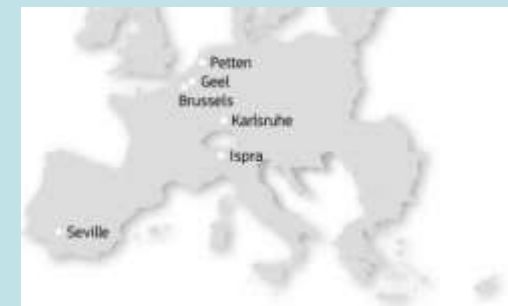 Petten
Geel
Brussels
Karlsruhe
Ispra
Seville